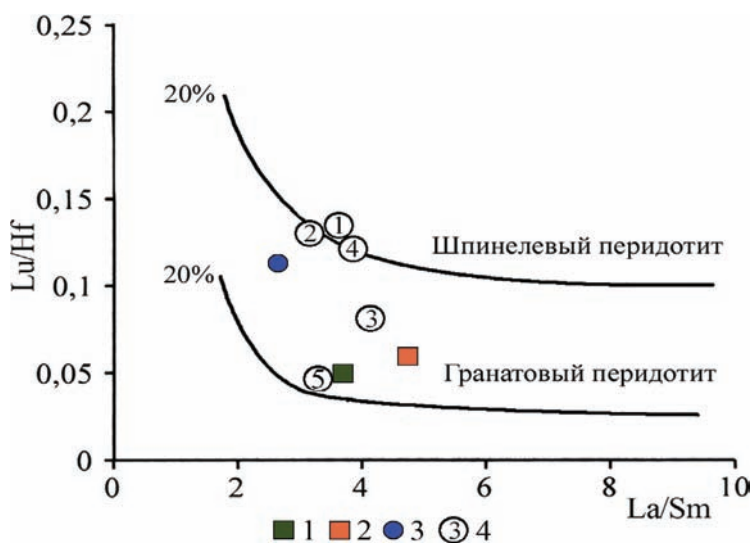 0,25
0,2
0,15
0,1
0,05
0
Lu/Hf
20%
1
2
4
Шпинелевый перидотит
3
20%
5
Гранатовый перидотит
0 2 4 6 8 10
La/Sm
1 2 3 3 4